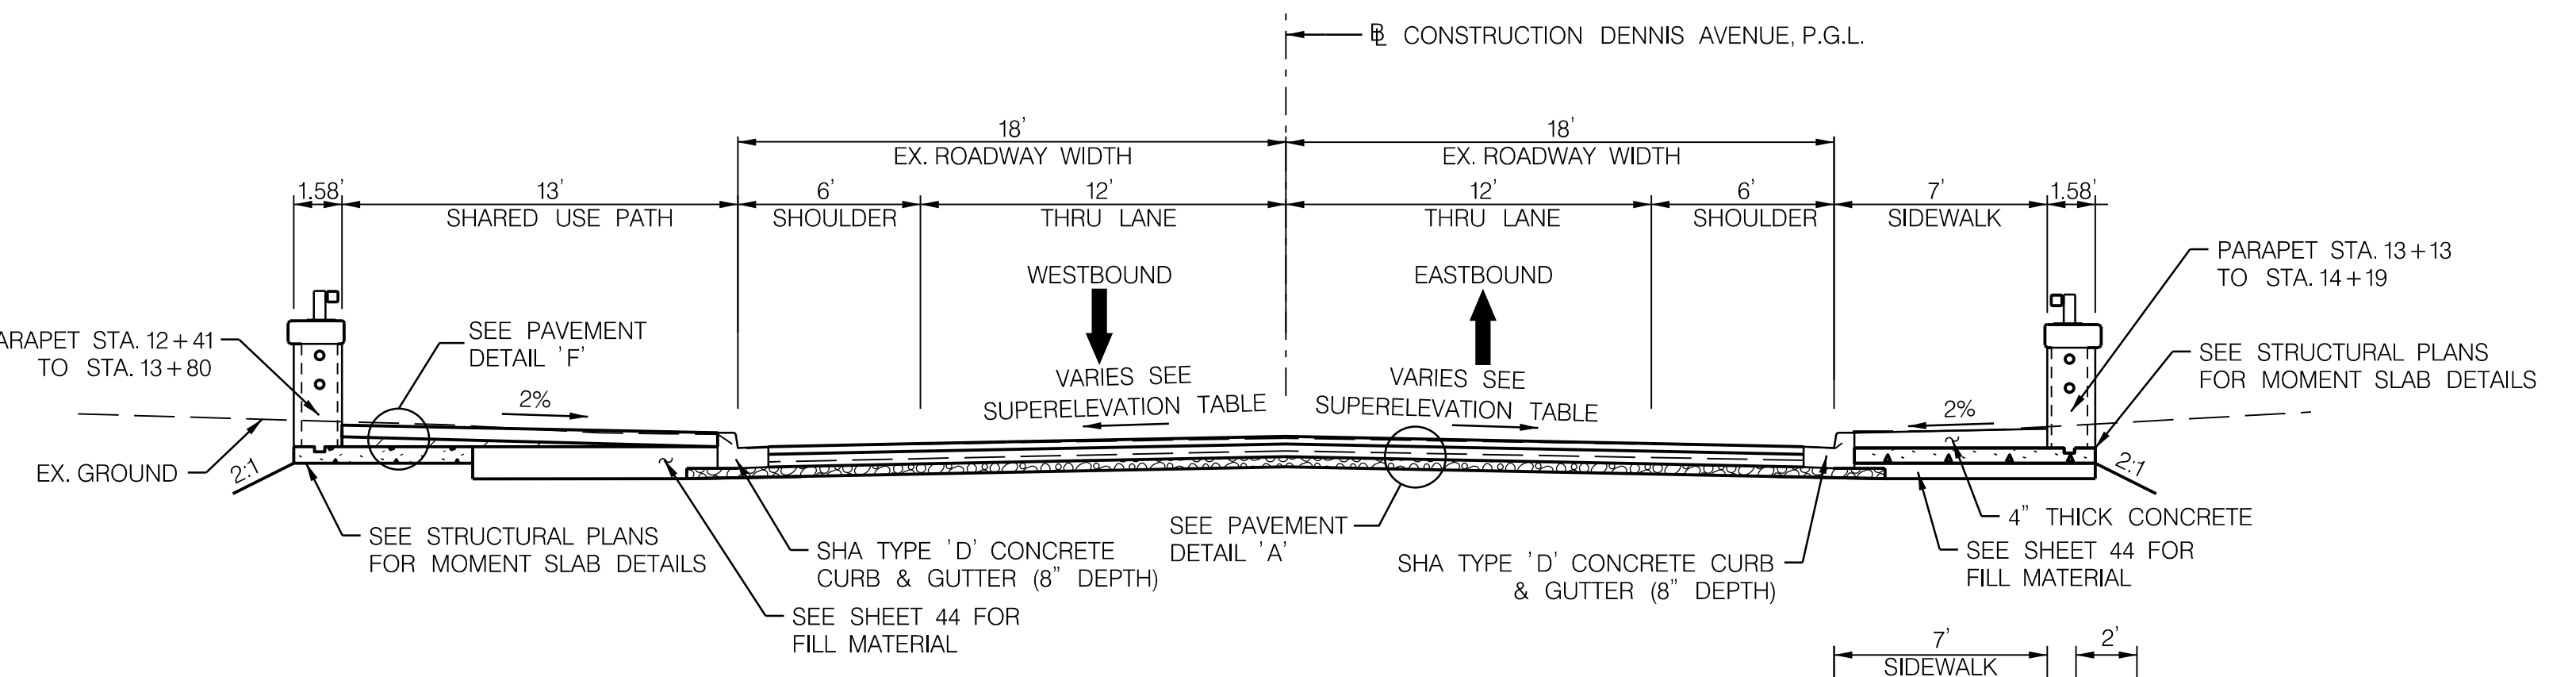 ℄ CONSTRUCTION DENNIS AVENUE, P.G.L.
18' 18'
EX. ROADWAY WIDTH EX. ROADWAY WIDTH
1.58' 13' 6' 12' 12' 6' 7' 1.58'
SHARED USE PATH SHOULDER THRU LANE THRU LANE SHOULDER SIDEWALK
WESTBOUND EASTBOUND
PARAPET STA. 13+13
TO STA. 14+19
ARAPET STA. 12+41
TO STA. 13+80
SEE PAVEMENT
DETAIL 'F'
VARIES SEE
SUPERELEVATION TABLE
VARIES SEE
SUPERELEVATION TABLE
SEE STRUCTURAL PLANS
FOR MOMENT SLAB DETAILS
2% 2%
EX. GROUND
2:1 2:1
SEE STRUCTURAL PLANS
FOR MOMENT SLAB DETAILS
SHA TYPE 'D' CONCRETE
CURB & GUTTER (8" DEPTH)
SEE SHEET 44 FOR
FILL MATERIAL
SEE PAVEMENT
DETAIL 'A'
SHA TYPE 'D' CONCRETE CURB
& GUTTER (8" DEPTH)
4" THICK CONCRETE
SEE SHEET 44 FOR
FILL MATERIAL
7' 2'
SIDEWALK